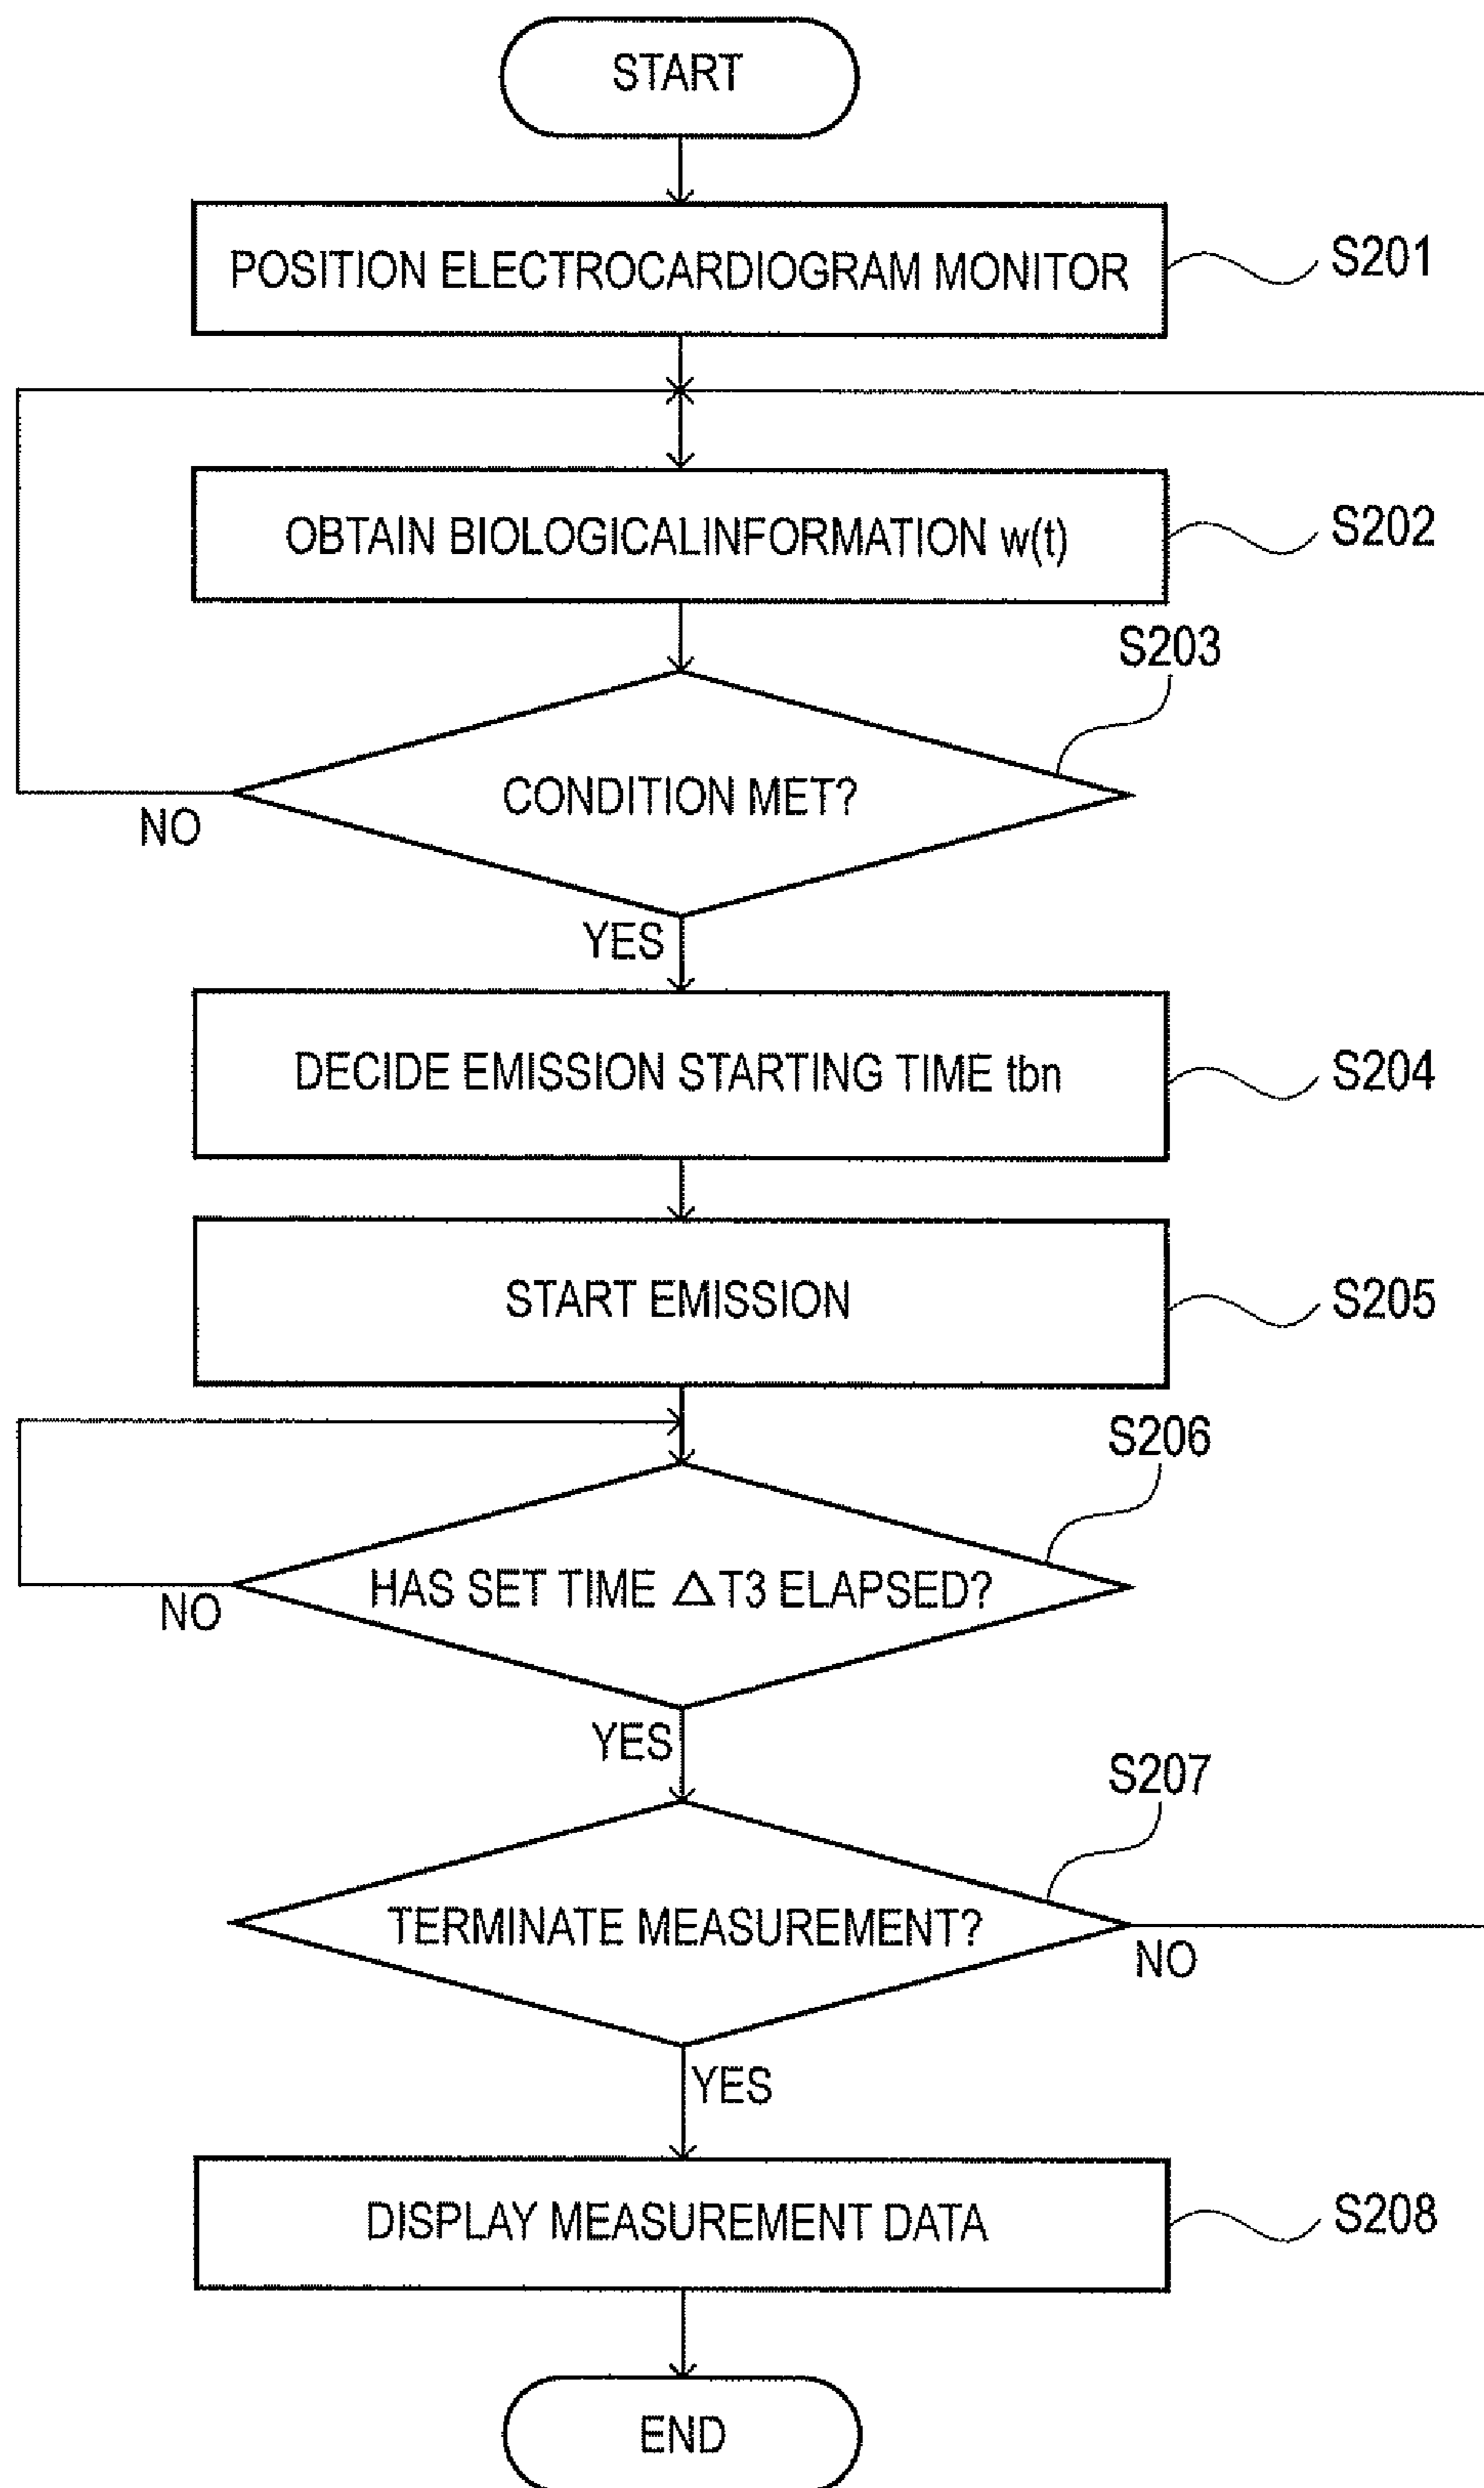 START
POSITION ELECTROCARDIOGRAM MONITOR
S201
OBTAIN BIOLOGICALINFORMATION w(t)
S202
S203
CONDITION MET?
NO
YES
DECIDE EMISSION STARTING TIME tbn
S204
START EMISSION
S205
S206
HAS SET TIME △T3 ELAPSED?
NO
YES
S207
TERMINATE MEASUREMENT?
NO
YES
DISPLAY MEASUREMENT DATA
S208
END